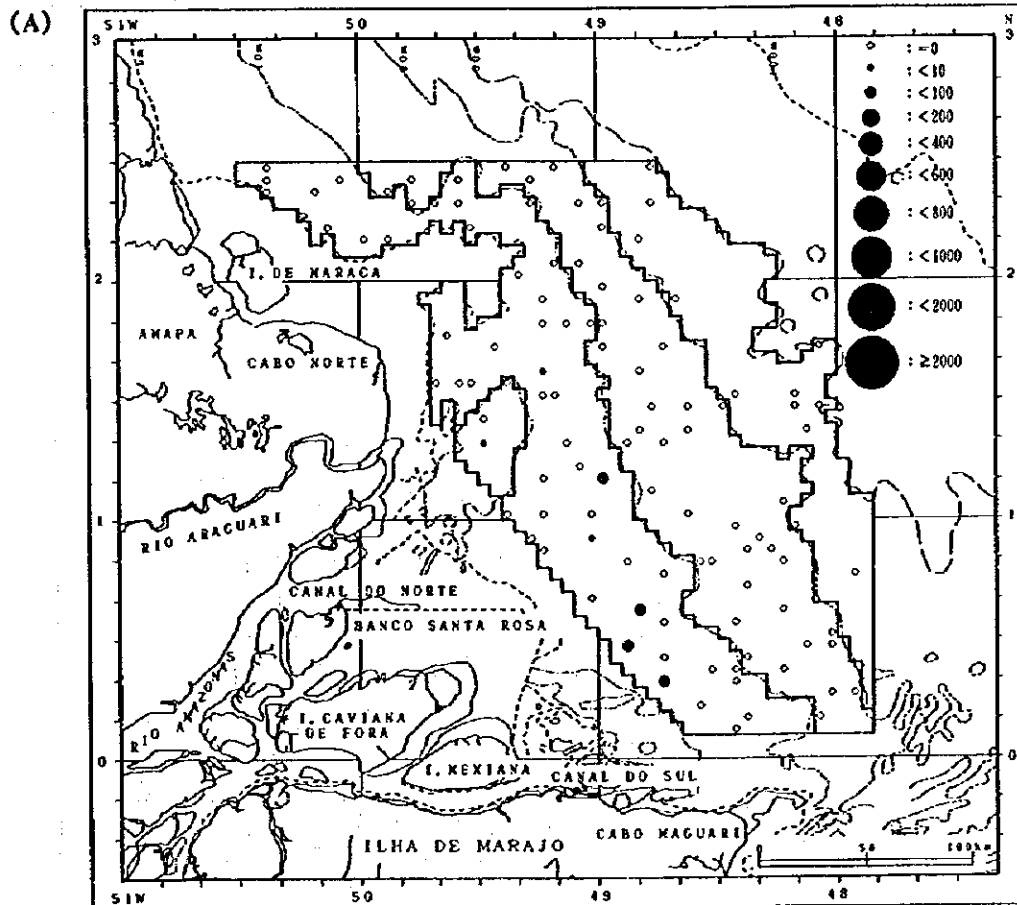 (A)
51W 50 49 48 N
3 3
: =0
: <10
: <100
: <200
: <400
: <600
: <800
: <1000
: <2000
: ≥2000
2 2
I. DE MARACA
AMAPA
CABO NORTE
1 1
RIO ARAGUARI
CANAL DO NORTE
BANCO SANTA ROSA
RIO AMAZONAS
I. CAVIANA
DE FORA
0 0
I. MEXIANA
CANAL DO SUL
CABO MAGUARI
ILHA DE MARAJO
50 100km
51W 50 49 48